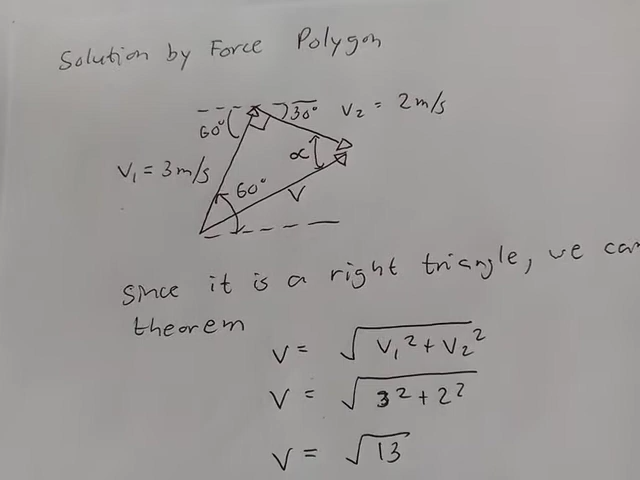 Solution by Force Polygon
60° 30° V₂ = 2m/s
V₁ = 3m/s 60° α V
Since it is a right triangle, we can
theorem
V = √(V₁² + V₂²)
V = √(3² + 2²)
V = √13